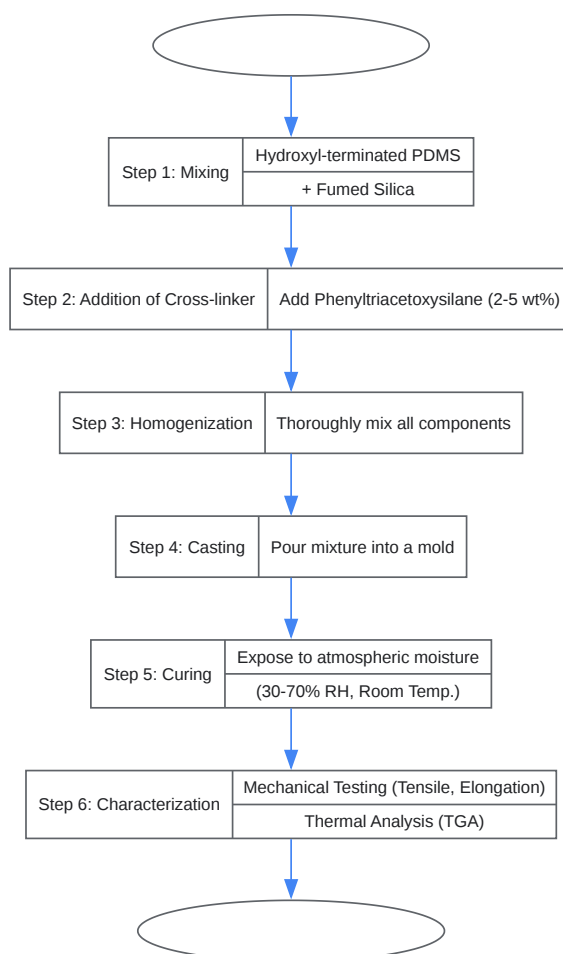 Step 1: Mixing
Hydroxyl-terminated PDMS
+ Fumed Silica
Step 2: Addition of Cross-linker
Add Phenyltriacetoxysilane (2-5 wt%)
Step 3: Homogenization
Thoroughly mix all components
Step 4: Casting
Pour mixture into a mold
Step 5: Curing
Expose to atmospheric moisture
(30-70% RH, Room Temp.)
Step 6: Characterization
Mechanical Testing (Tensile, Elongation)
Thermal Analysis (TGA)